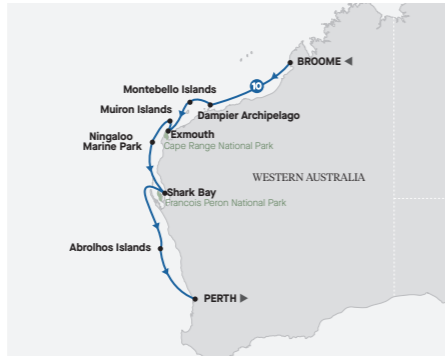 BROOME
Montebello Islands
10
Muiron Islands
Dampier Archipelago
Ningaloo
Marine Park
Exmouth
Cape Range National Park
WESTERN AUSTRALIA
Shark Bay
Francois Peron National Park
Abrolhos Islands
PERTH